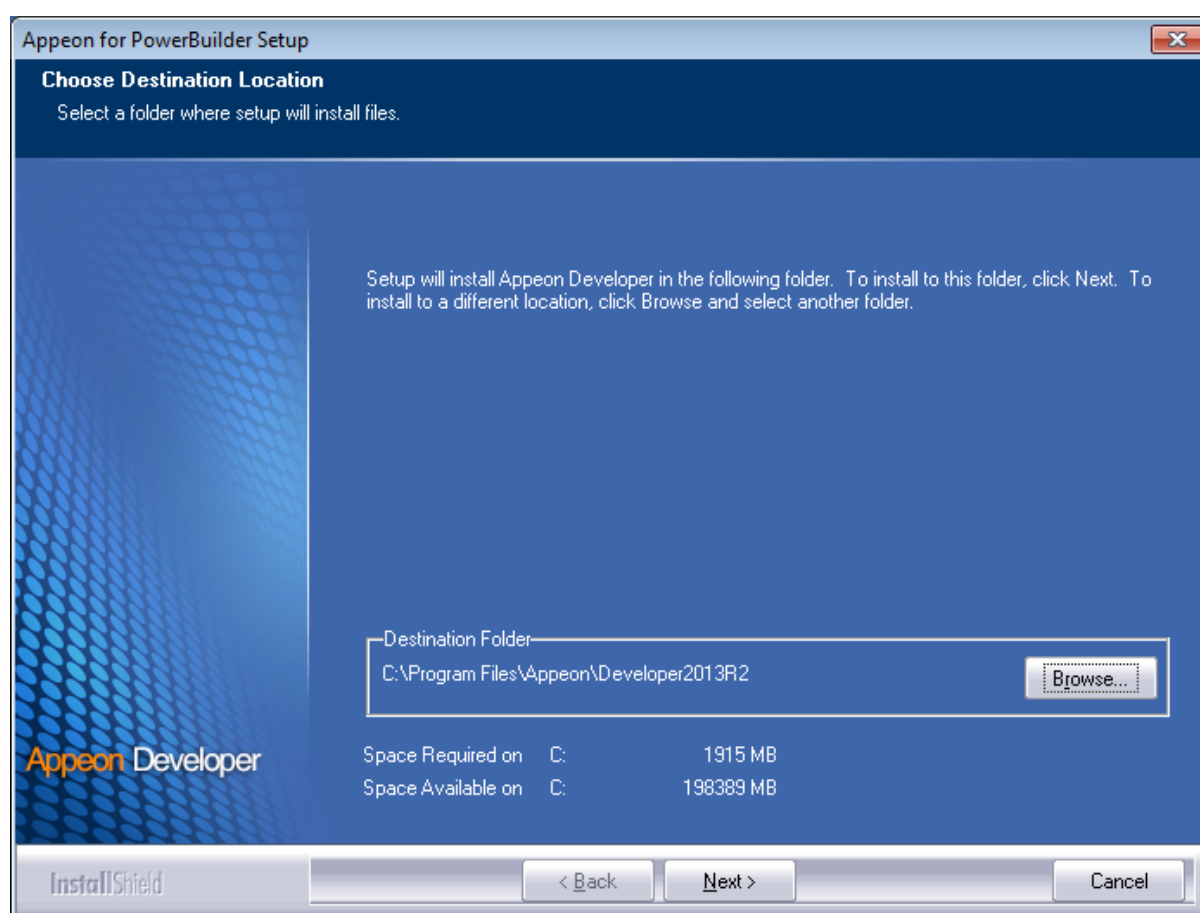 Appeon for PowerBuilder Setup
Choose Destination Location
Select a folder where setup will install files.
Setup will install Appeon Developer in the following folder. To install to this folder, click Next. To
install to a different location, click Browse and select another folder.
Destination Folder
C:\Program Files\Appeon\Developer2013R2
Browse...
Appeon Developer
Space Required on C: 1915 MB
Space Available on C: 198389 MB
InstallShield
< Back
Next >
Cancel